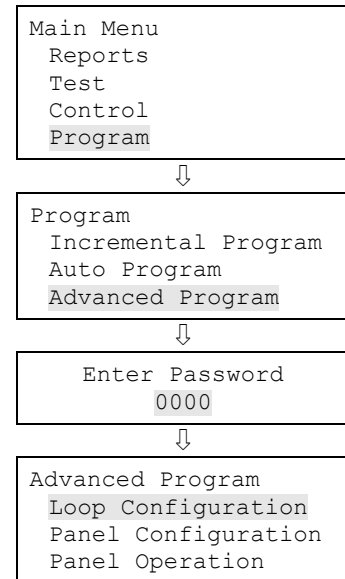 Main Menu
Reports
Test
Control
Program
⇩
Program
Incremental Program
Auto Program
Advanced Program
⇩
Enter Password
0000
⇩
Advanced Program
Loop Configuration
Panel Configuration
Panel Operation